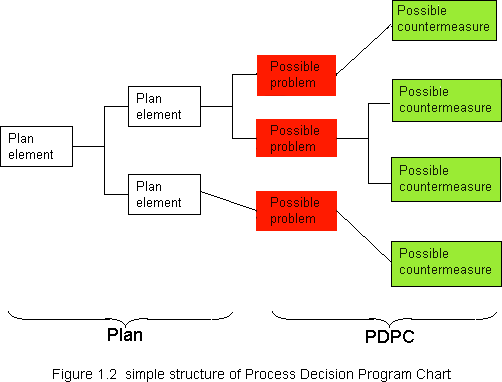 Possible
countermeasure
Possible
problem
Plan
element
Possible
countermeasure
Plan
element
Possible
problem
Possible
countermeasure
Plan
element
Possible
problem
Possible
countermeasure
Plan
PDPC
Figure 1.2 simple structure of Process Decision Program Chart